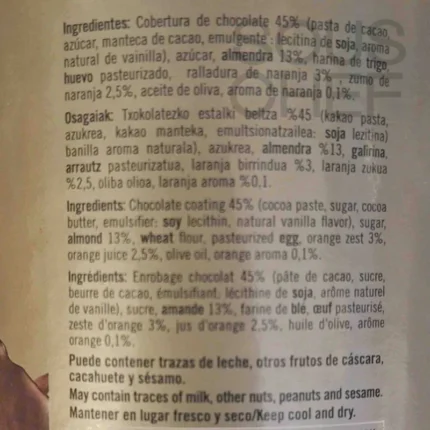 Ingredientes: Cobertura de chocolate 45% (pasta de cacao,
azúcar, manteca de cacao, emulgente : lecitina de soja, aroma
natural de vainilla), azúcar, almendra 13%, harina de trigo,
huevo pasteurizado, ralladura de naranja 3% , zumo de
naranja 2,5%, aceite de oliva, aroma de naranja 0,1%.
Osagaiak: Txokolatezko estalki beltza %45 (kakao pasta,
azukrea, kakao manteka, emultsionatzailea: soja lezitina)
banilla aroma naturala), azukrea, almendra %13, galirina,
arrautz pasteurizatua, laranja birrindua %3, laranja zukua
%2,5, oliba olioa, laranja aroma %0,1.
Ingredients: Chocolate coating 45% (cocoa paste, sugar, cocoa
butter, emulsifier: soy lecithin, natural vanilla flavor), sugar,
almond 13%, wheat flour, pasteurized egg, orange zest 3%,
orange juice 2,5%, olive oil, orange aroma 0,1%.
Ingrédients: Enrobage chocolat 45% (pâte de cacao, sucre,
beurre de cacao, émulsifiant: lécithine de soja, arôme naturel
de vanille), sucre, amande 13%, farine de blé, œuf pasteurisé,
zeste d'orange 3%, jus d'orange 2.5%, huile d'olive, arôme
orange 0,1%.
Puede contener trazas de leche, otros frutos de cáscara,
cacahuete y sésamo.
May contain traces of milk, other nuts, peanuts and sesame.
Mantener en lugar fresco y seco/Keep cool and dry.